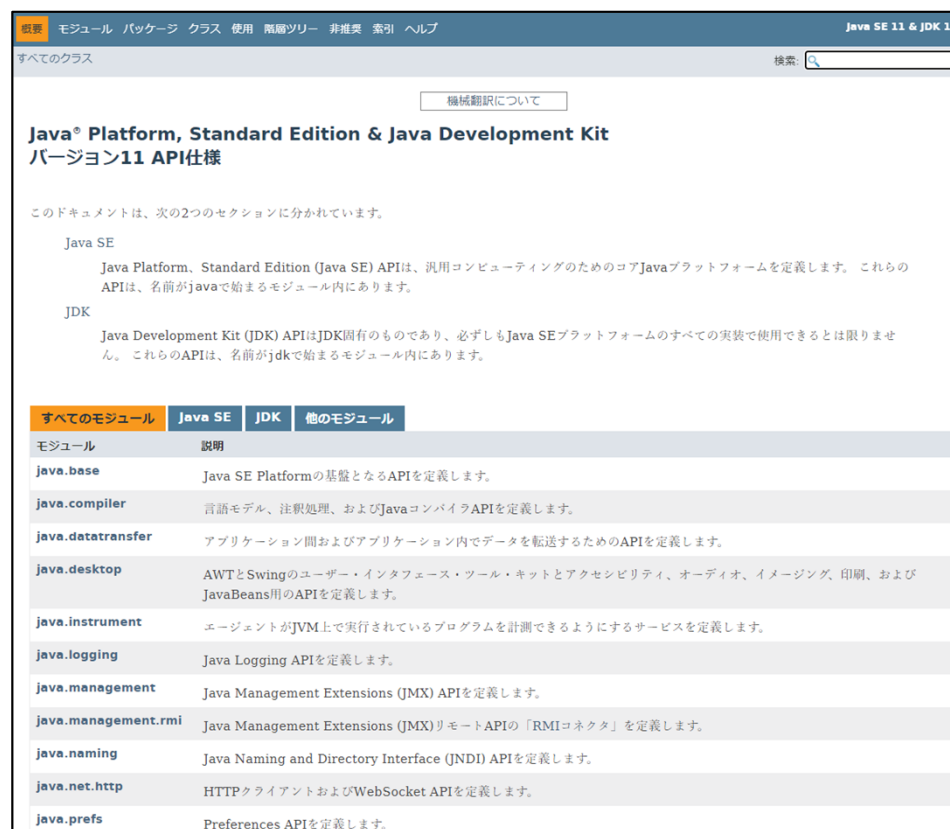 概要 モジュール パッケージ クラス 使用 階層ツリー 非推奨 索引 ヘルプ
Java SE 11 & JDK 1
すべてのクラス
検索:
機械翻訳について
Java® Platform, Standard Edition & Java Development Kit
バージョン11 API仕様
このドキュメントは、次の2つのセクションに分かれています。
Java SE
Java Platform、Standard Edition (Java SE) APIは、汎用コンピューティングのためのコアJavaプラットフォームを定義します。 これらの
APIは、名前がjavaで始まるモジュール内にあります。
JDK
Java Development Kit (JDK) APIはJDK固有のものであり、必ずしもJava SEプラットフォームのすべての実装で使用できるとは限りませ
ん。 これらのAPIは、名前がjdkで始まるモジュール内にあります。
すべてのモジュール Java SE JDK 他のモジュール
モジュール 説明
java.base Java SE Platformの基盤となるAPIを定義します。
java.compiler 言語モデル、注釈処理、およびJavaコンパイラAPIを定義します。
java.datatransfer アプリケーション間およびアプリケーション内でデータを転送するためのAPIを定義します。
java.desktop AWTとSwingのユーザー・インタフェース・ツール・キットとアクセシビリティ、オーディオ、イメージング、印刷、および
JavaBeans用のAPIを定義します。
java.instrument エージェントがJVM上で実行されているプログラムを計測できるようにするサービスを定義します。
java.logging Java Logging APIを定義します。
java.management Java Management Extensions (JMX) APIを定義します。
java.management.rmi Java Management Extensions (JMX)リモートAPIの「RMIコネクタ」を定義します。
java.naming Java Naming and Directory Interface (JNDI) APIを定義します。
java.net.http HTTPクライアントおよびWebSocket APIを定義します。
java.prefs Preferences APIを定義します。